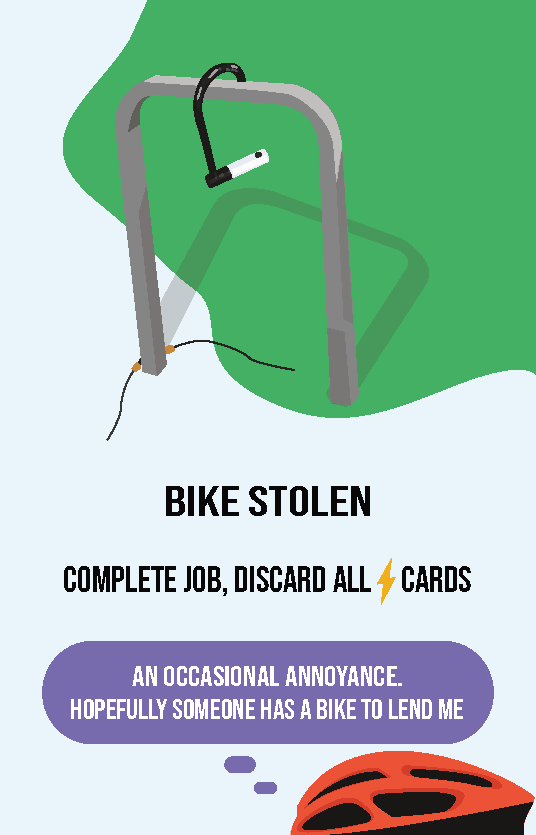 BIKE STOLEN
COMPLETE JOB, DISCARD ALL CARDS
AN OCCASIONAL ANNOYANCE.
HOPEFULLY SOMEONE HAS A BIKE TO LEND ME